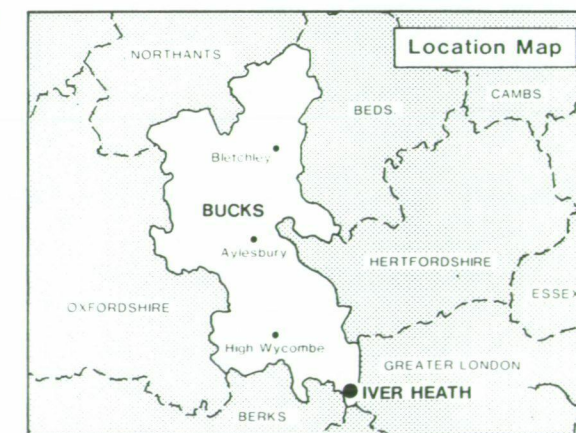 Location Map
NORTHANTS
CAMBS
BEDS.
Bletchley
BUCKS
Aylesbury
HERTFORDSHIRE
ESSEX
OXFORDSHIRE
High Wycombe
GREATER LONDON
IVER HEATH
BERKS